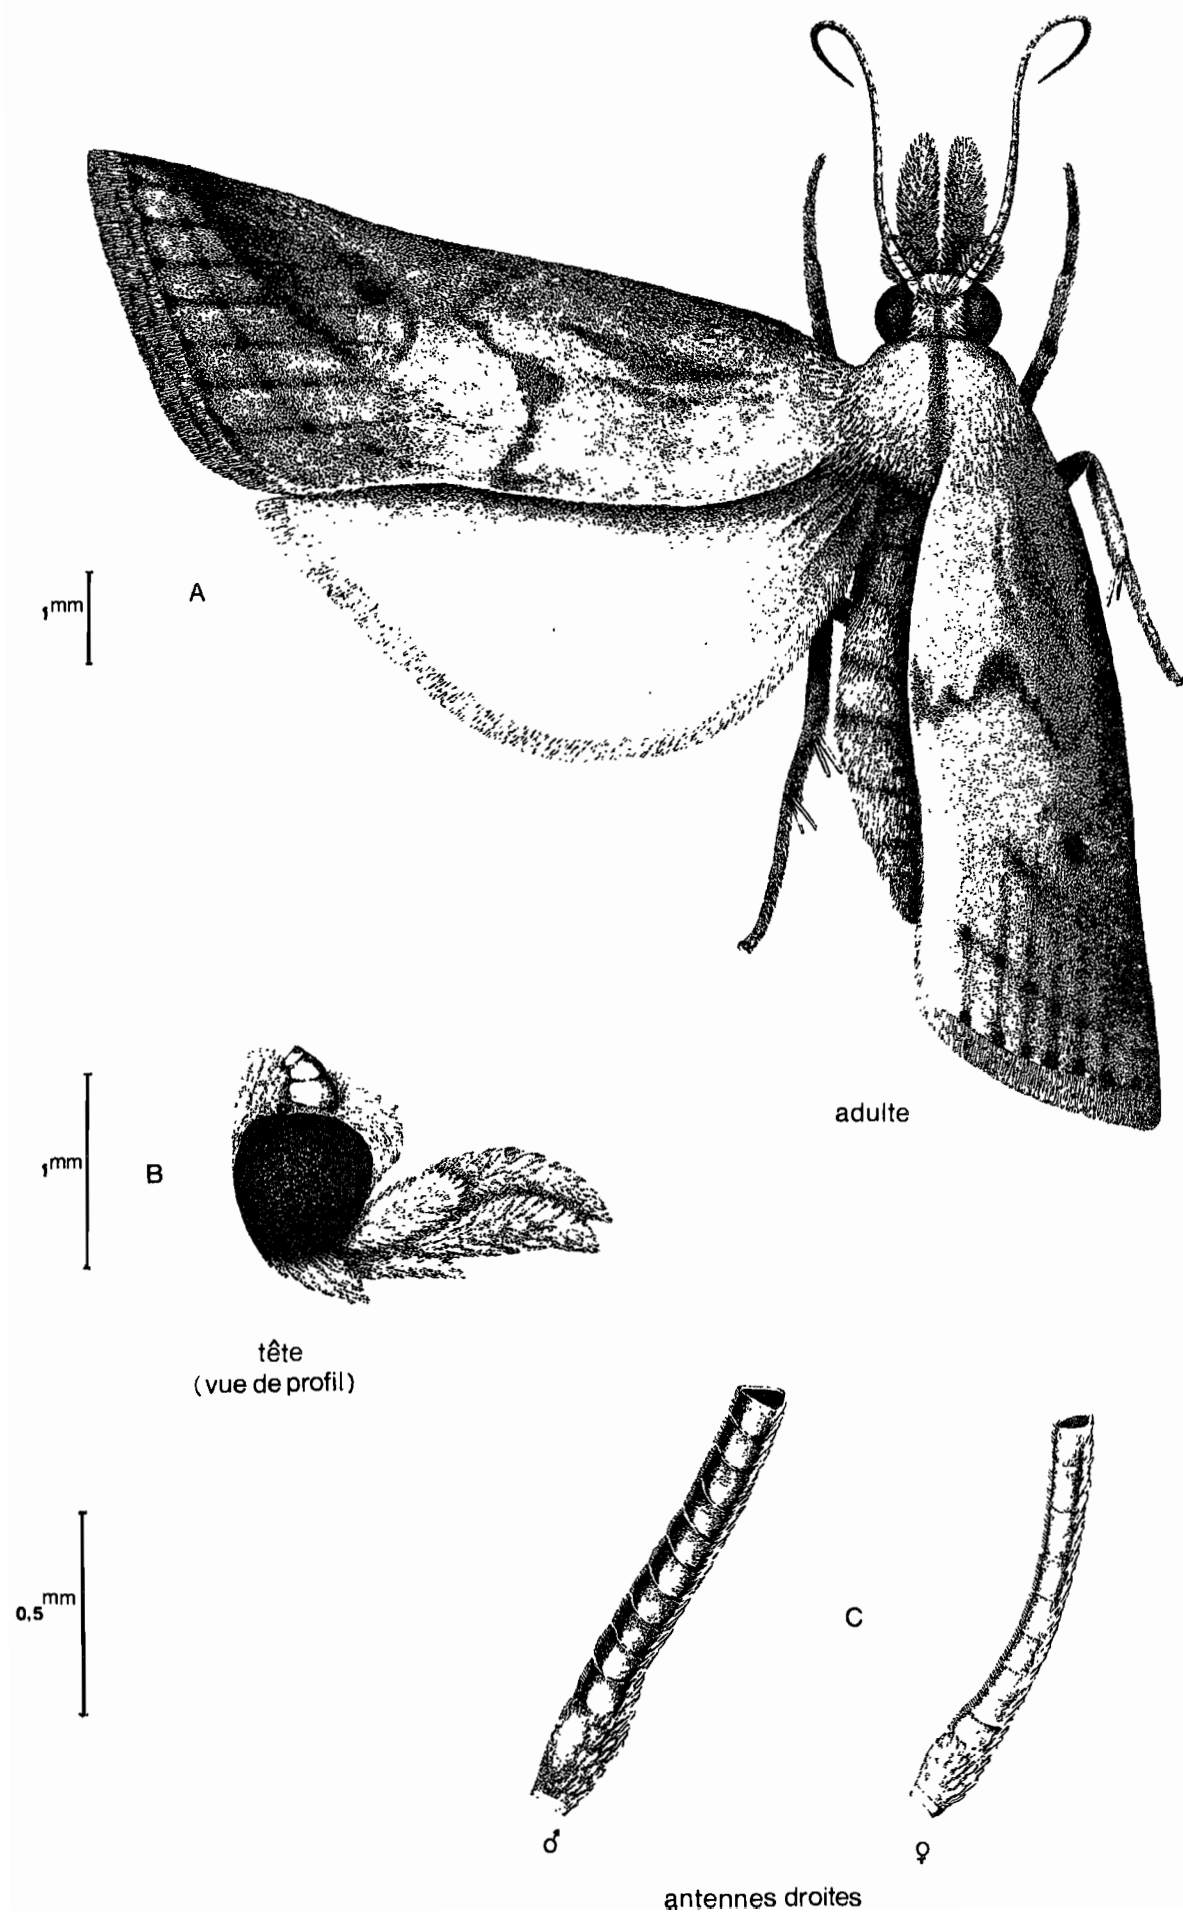 A
1mm
adulte
1mm
B
tête
(vue de profil)
0,5mm
C
♂
♀
antennes droites